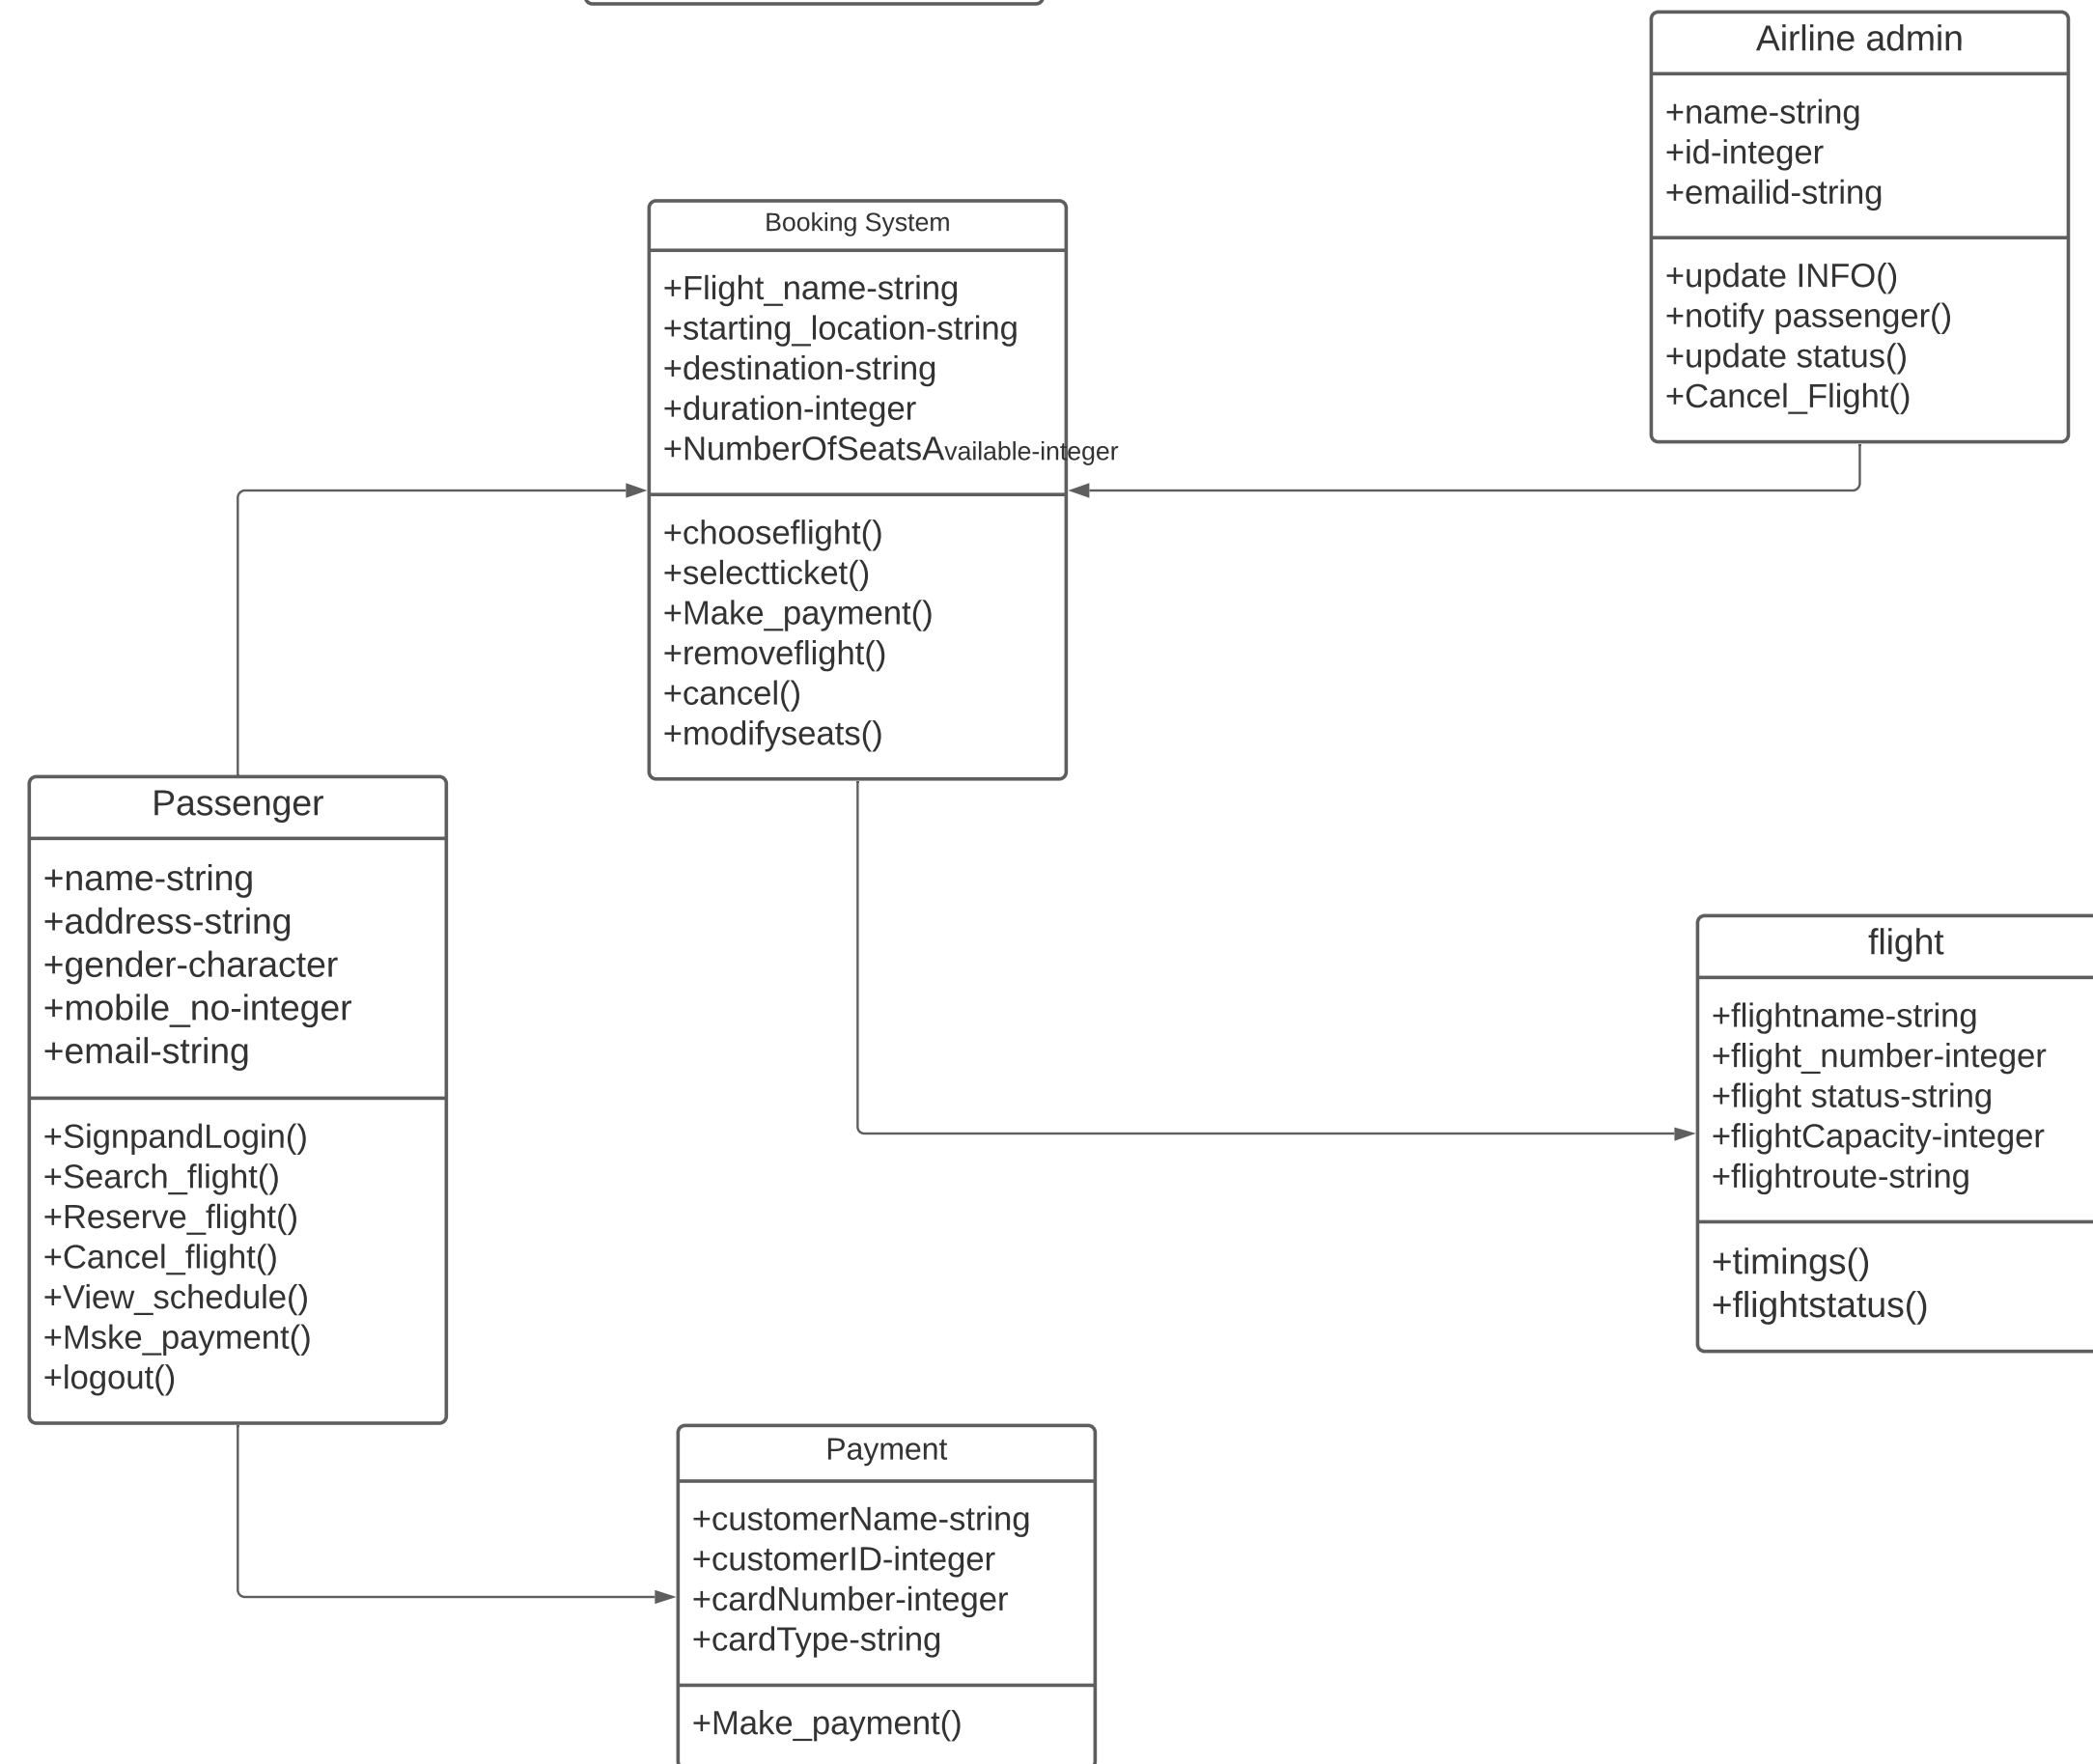 Airline admin
+name-string
+id-integer
+emailid-string
+update INFO()
+notify passenger()
+update status()
+Cancel_Flight()
Booking System
+Flight_name-string
+starting_location-string
+destination-string
+duration-integer
+NumberOfSeatsAvailable-integer
+chooseflight()
+selectticket()
+Make_payment()
+removeflight()
+cancel()
+modifyseats()
Passenger
+name-string
+address-string
+gender-character
+mobile_no-integer
+email-string
+SignpandLogin()
+Search_flight()
+Reserve_flight()
+Cancel_flight()
+View_schedule()
+Mske_payment()
+logout()
flight
+flightname-string
+flight_number-integer
+flight status-string
+flightCapacity-integer
+flightroute-string
+timings()
+flightstatus()
Payment
+customerName-string
+customerID-integer
+cardNumber-integer
+cardType-string
+Make_payment()